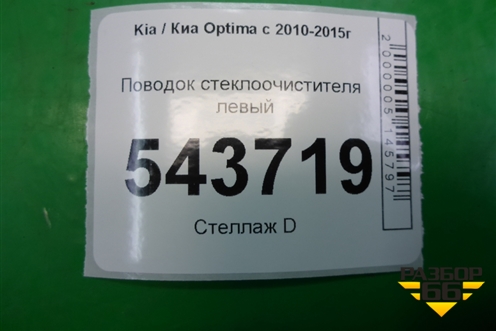 Kia / Киа Optima с 2010-2015г
Поводок стеклоочистителя
левый
543719
Стеллаж D
2000005145797
РАЗБОР
66